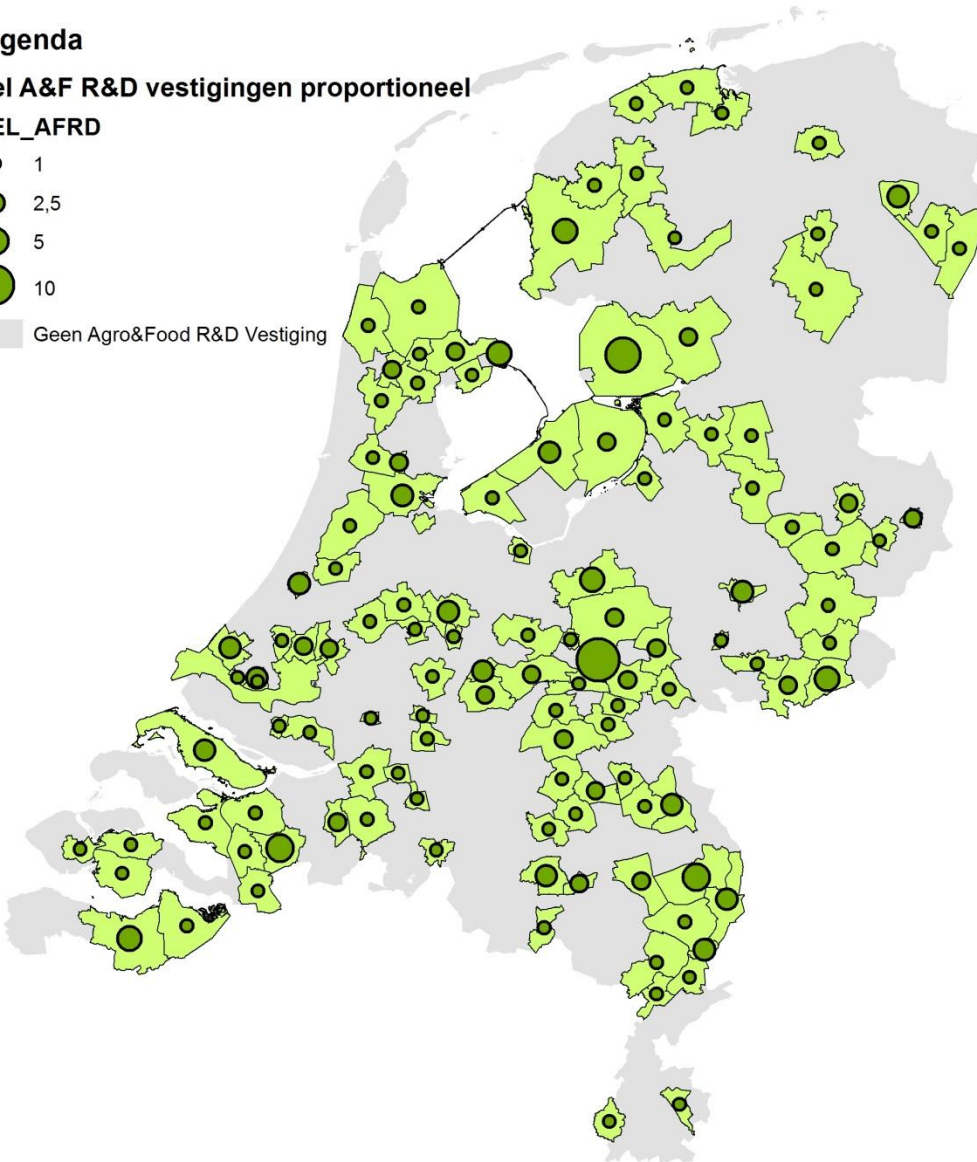 genda
el A&F R&D vestigingen proportioneel
EL_AFRD
1
2,5
5
10
Geen Agro&Food R&D Vestiging